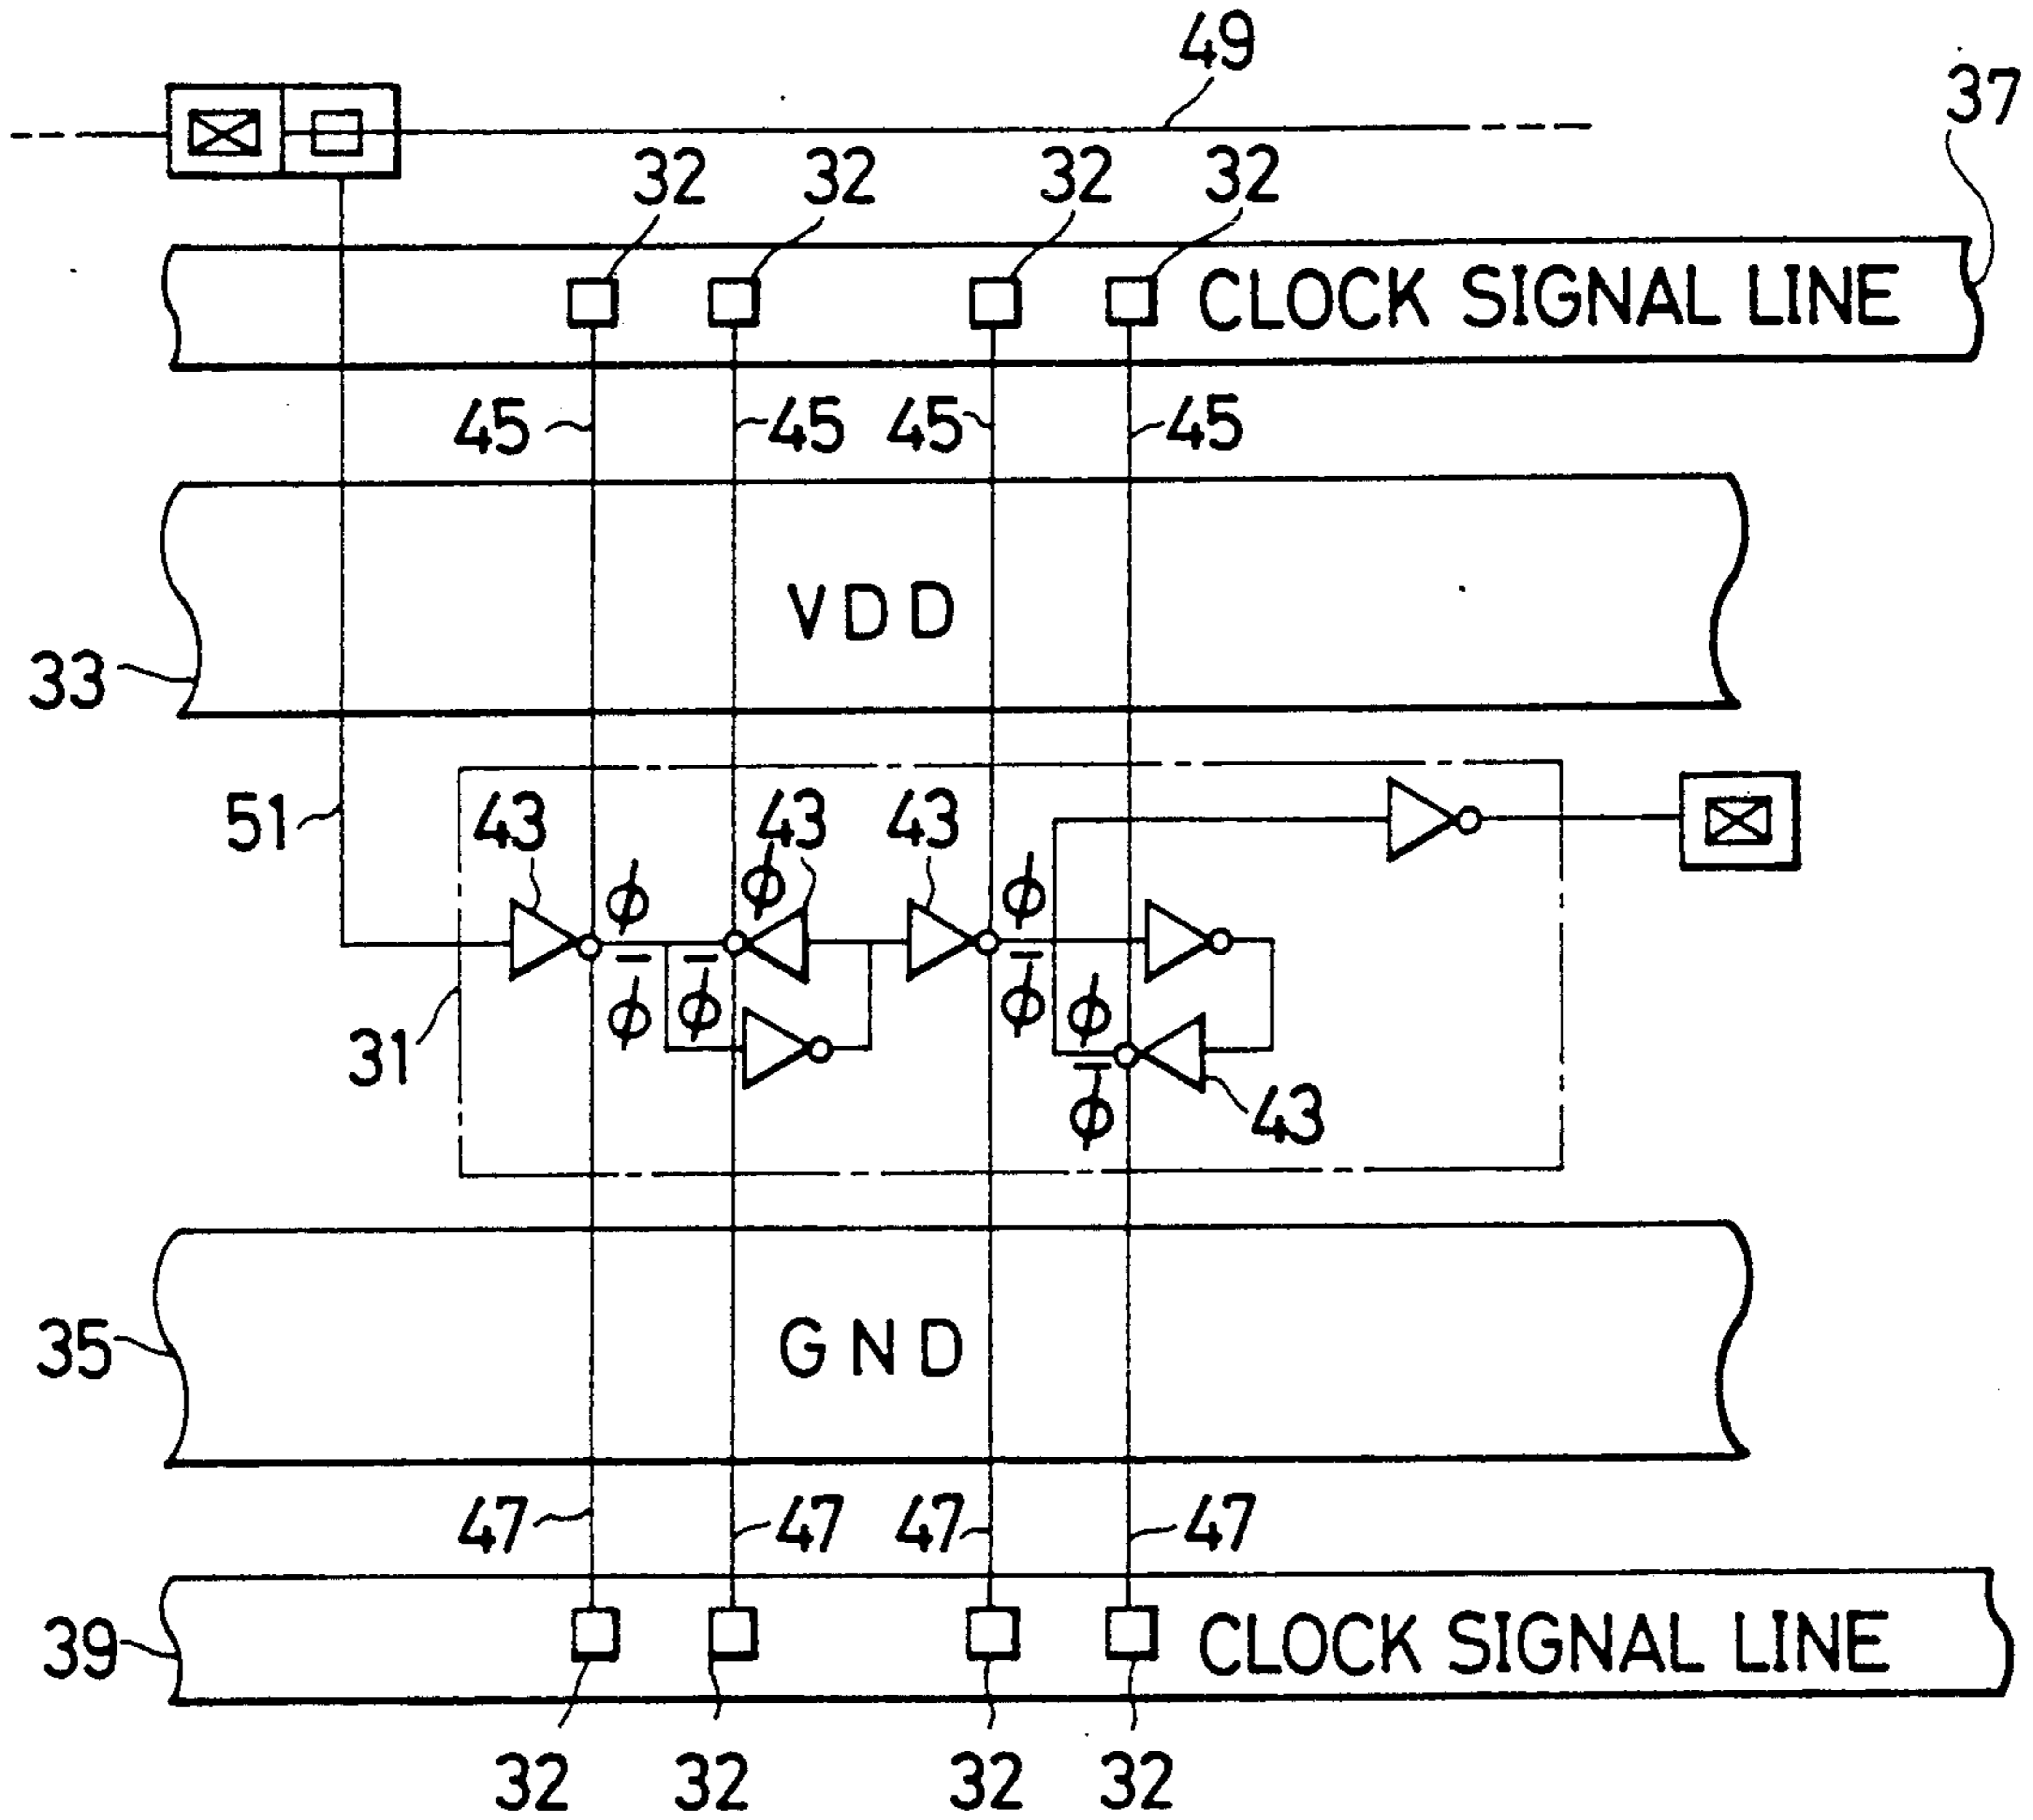 49
37
32 32 32 32
CLOCK SIGNAL LINE
45 45 45 45
VDD
33
51
43 43 43
ϕ ϕ ϕ
ϕ̅ ϕ̅ ϕ̅ ϕ
31
ϕ̅ 43
35
GND
47 47 47 47
39
CLOCK SIGNAL LINE
32 32 32 32